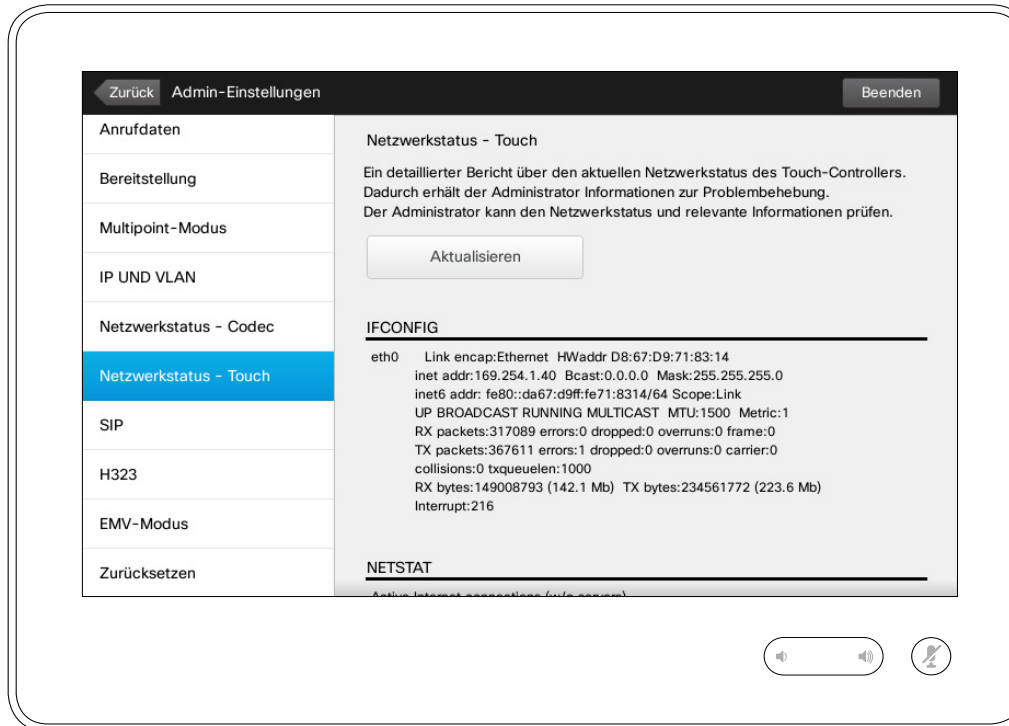 Zurück Admin-Einstellungen Beenden
Anrufdaten
Bereitstellung
Multipoint-Modus
IP UND VLAN
Netzwerkstatus - Codec
Netzwerkstatus - Touch
SIP
H323
EMV-Modus
Zurücksetzen
Netzwerkstatus - Touch
Ein detaillierter Bericht über den aktuellen Netzwerkstatus des Touch-Controllers.
Dadurch erhält der Administrator Informationen zur Problembehebung.
Der Administrator kann den Netzwerkstatus und relevante Informationen prüfen.
Aktualisieren
IFCONFIG
eth0 Link encap:Ethernet HWaddr D8:67:D9:71:83:14
inet addr:169.254.1.40 Bcast:0.0.0.0 Mask:255.255.255.0
inet6 addr: fe80::da67:d9ff:fe71:8314/64 Scope:Link
UP BROADCAST RUNNING MULTICAST MTU:1500 Metric:1
RX packets:317089 errors:0 dropped:0 overruns:0 frame:0
TX packets:367611 errors:1 dropped:0 overruns:0 carrier:0
collisions:0 txqueuelen:1000
RX bytes:149008793 (142.1 Mb) TX bytes:234561772 (223.6 Mb)
Interrupt:216
NETSTAT
Active Internet connections (w/o servers)